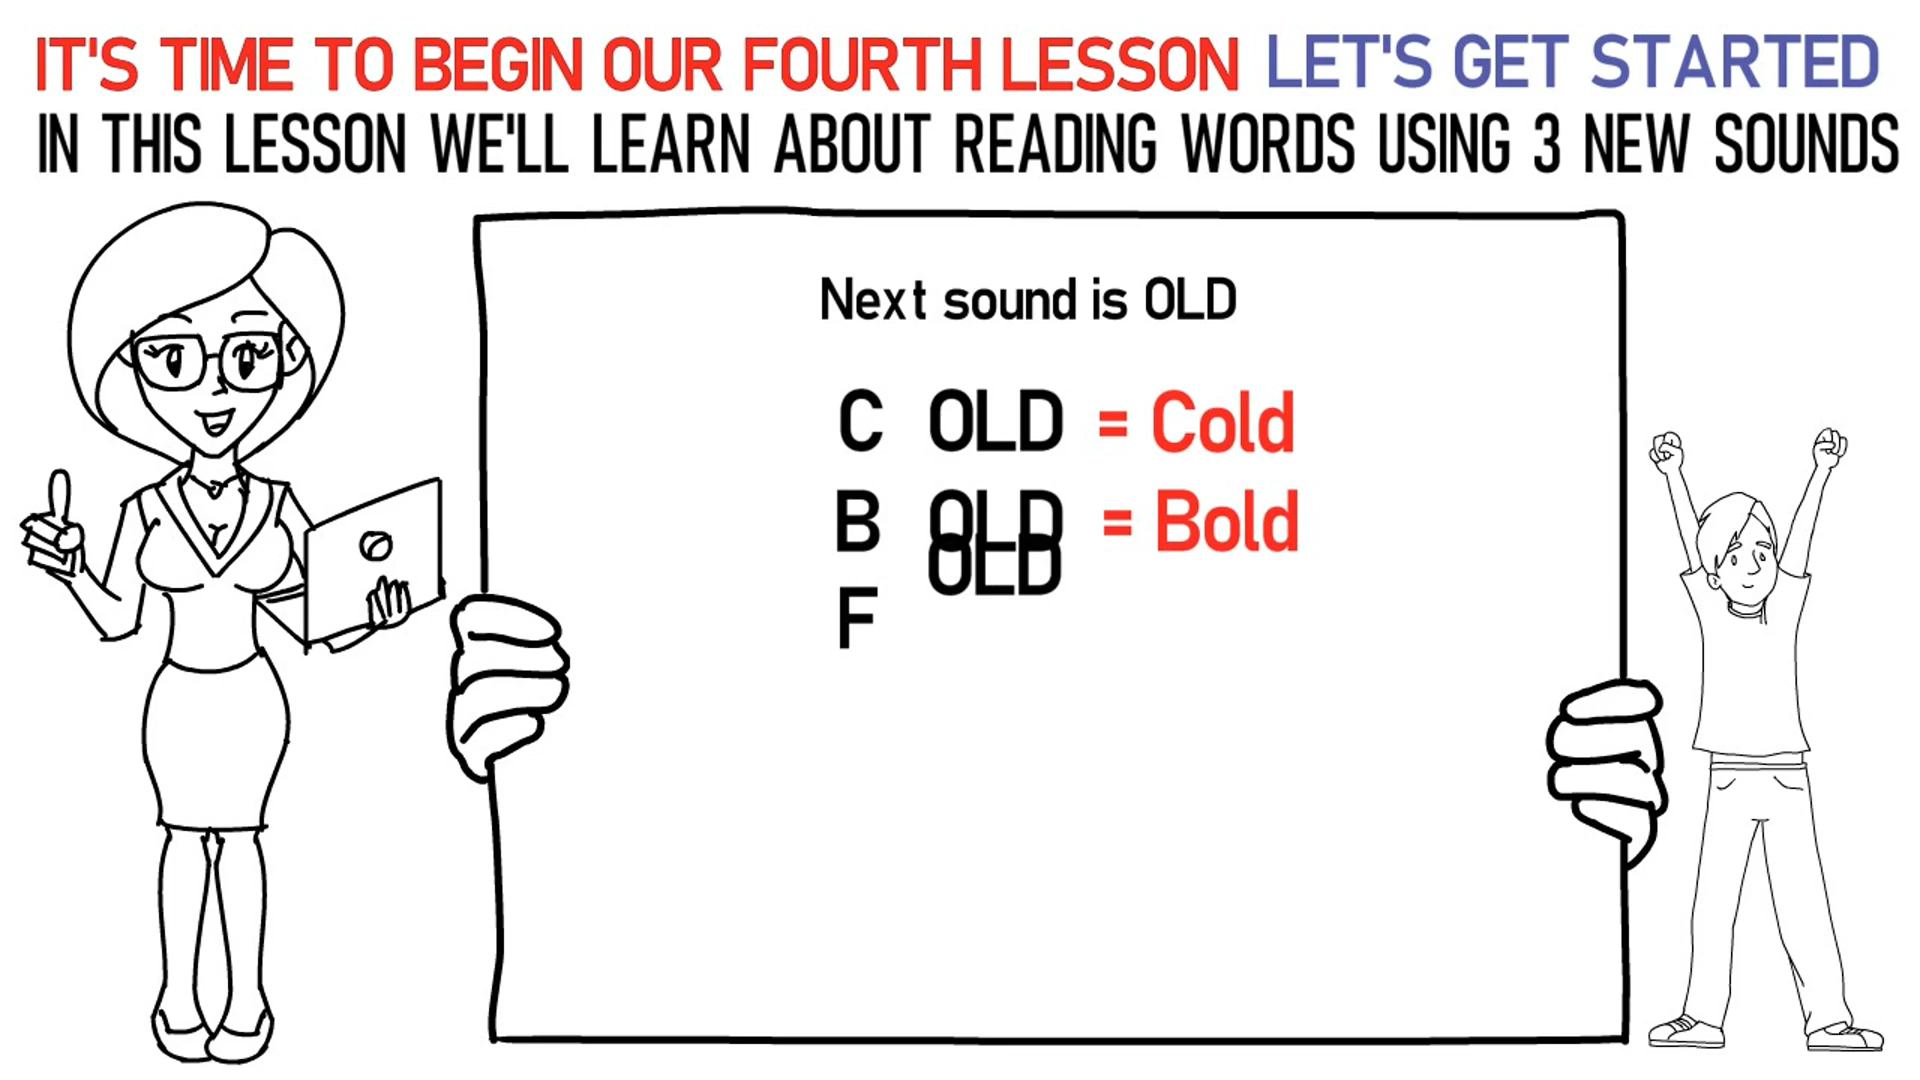 IT'S TIME TO BEGIN OUR FOURTH LESSON LET'S GET STARTED
IN THIS LESSON WE'LL LEARN ABOUT READING WORDS USING 3 NEW SOUNDS
Next sound is OLD
C OLD = Cold
B OLD = Bold
OLD
F